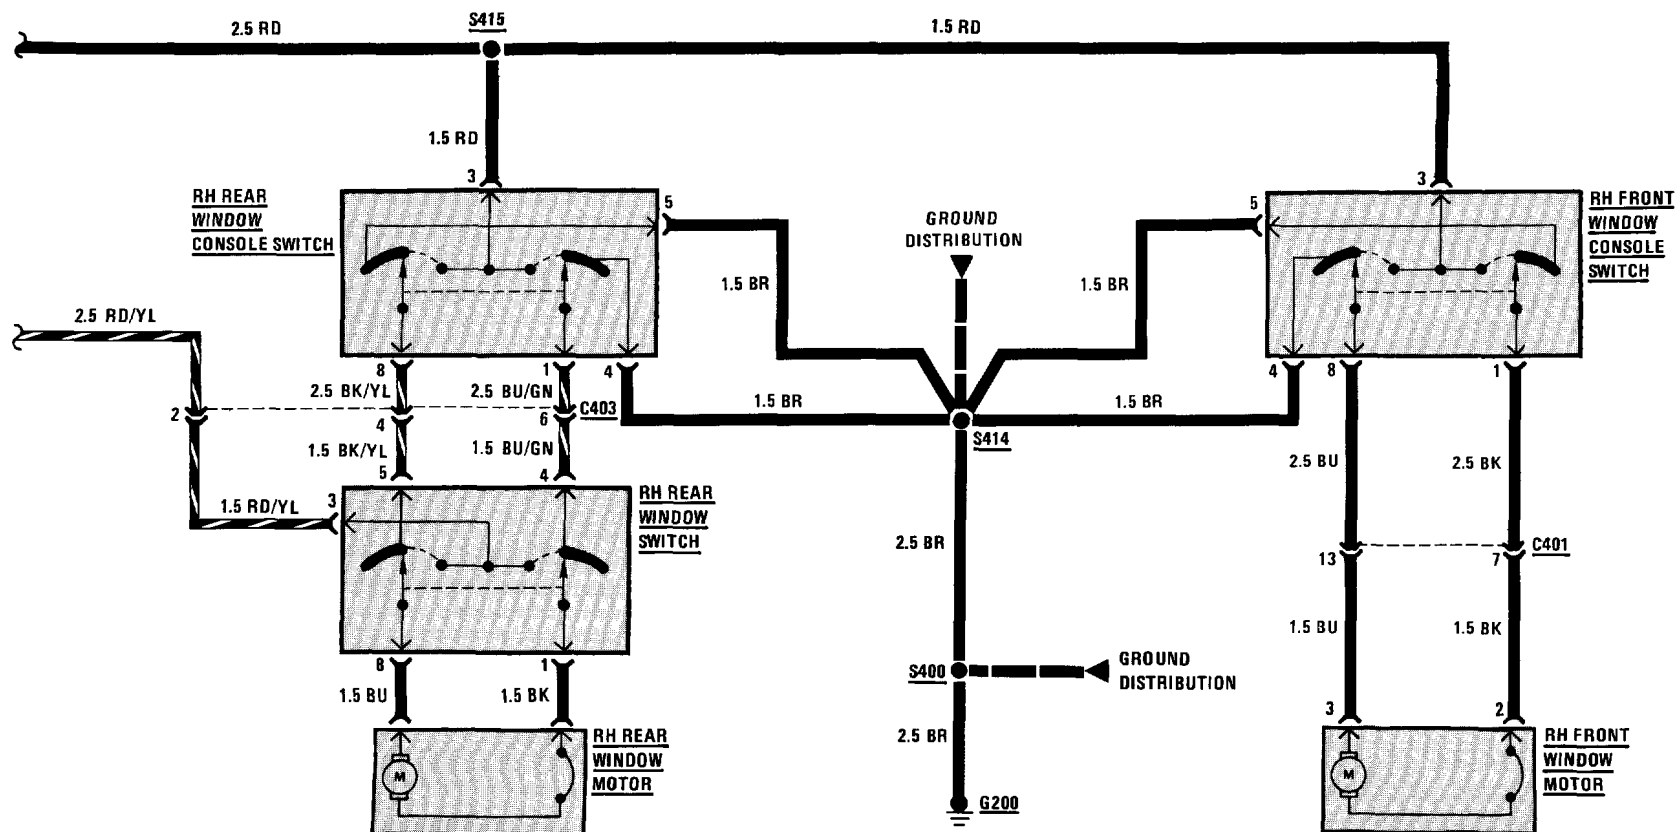 S415
2.5 RD
1.5 RD
1.5 RD
3
3
RH REAR
WINDOW
CONSOLE SWITCH
5
GROUND
DISTRIBUTION
5
RH FRONT
WINDOW
CONSOLE
SWITCH
1.5 BR
1.5 BR
2.5 RD/YL
8
1
4
4
8
1
2.5 BK/YL
2.5 BU/GN
C403
1.5 BR
1.5 BR
2
4
6
S414
1.5 BK/YL
1.5 BU/GN
2.5 BU
2.5 BK
5
4
1.5 RD/YL
3
RH REAR
WINDOW
SWITCH
2.5 BR
C401
13
7
1.5 BU
1.5 BK
8
1
S400
GROUND
DISTRIBUTION
1.5 BU
1.5 BK
3
2
2.5 BR
RH REAR
WINDOW
MOTOR
M
RH FRONT
WINDOW
MOTOR
M
G200